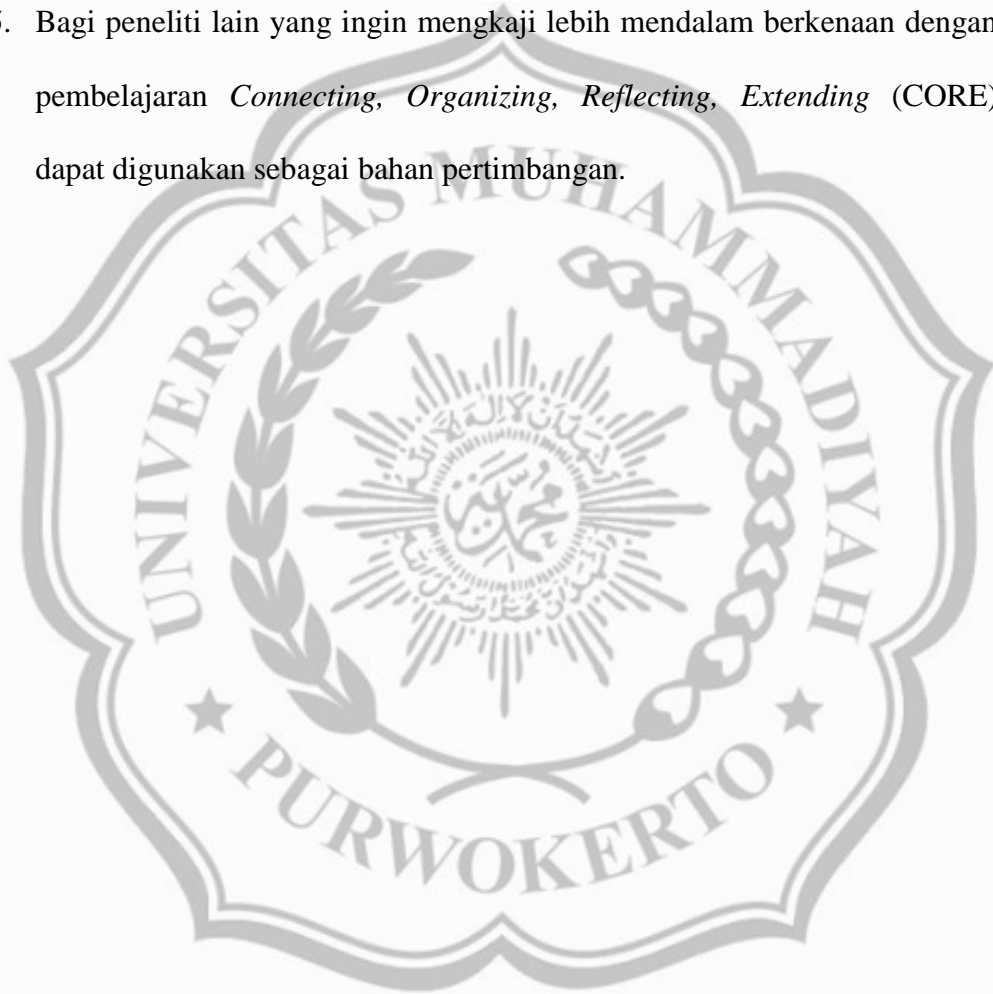 5. Bagi peneliti lain yang ingin mengkaji lebih mendalam berkenaan dengan
pembelajaran Connecting, Organizing, Reflecting, Extending (CORE)
dapat digunakan sebagai bahan pertimbangan.
UNIVERSITAS MUHAMMADIYAH
PURWOKERTO
محمد